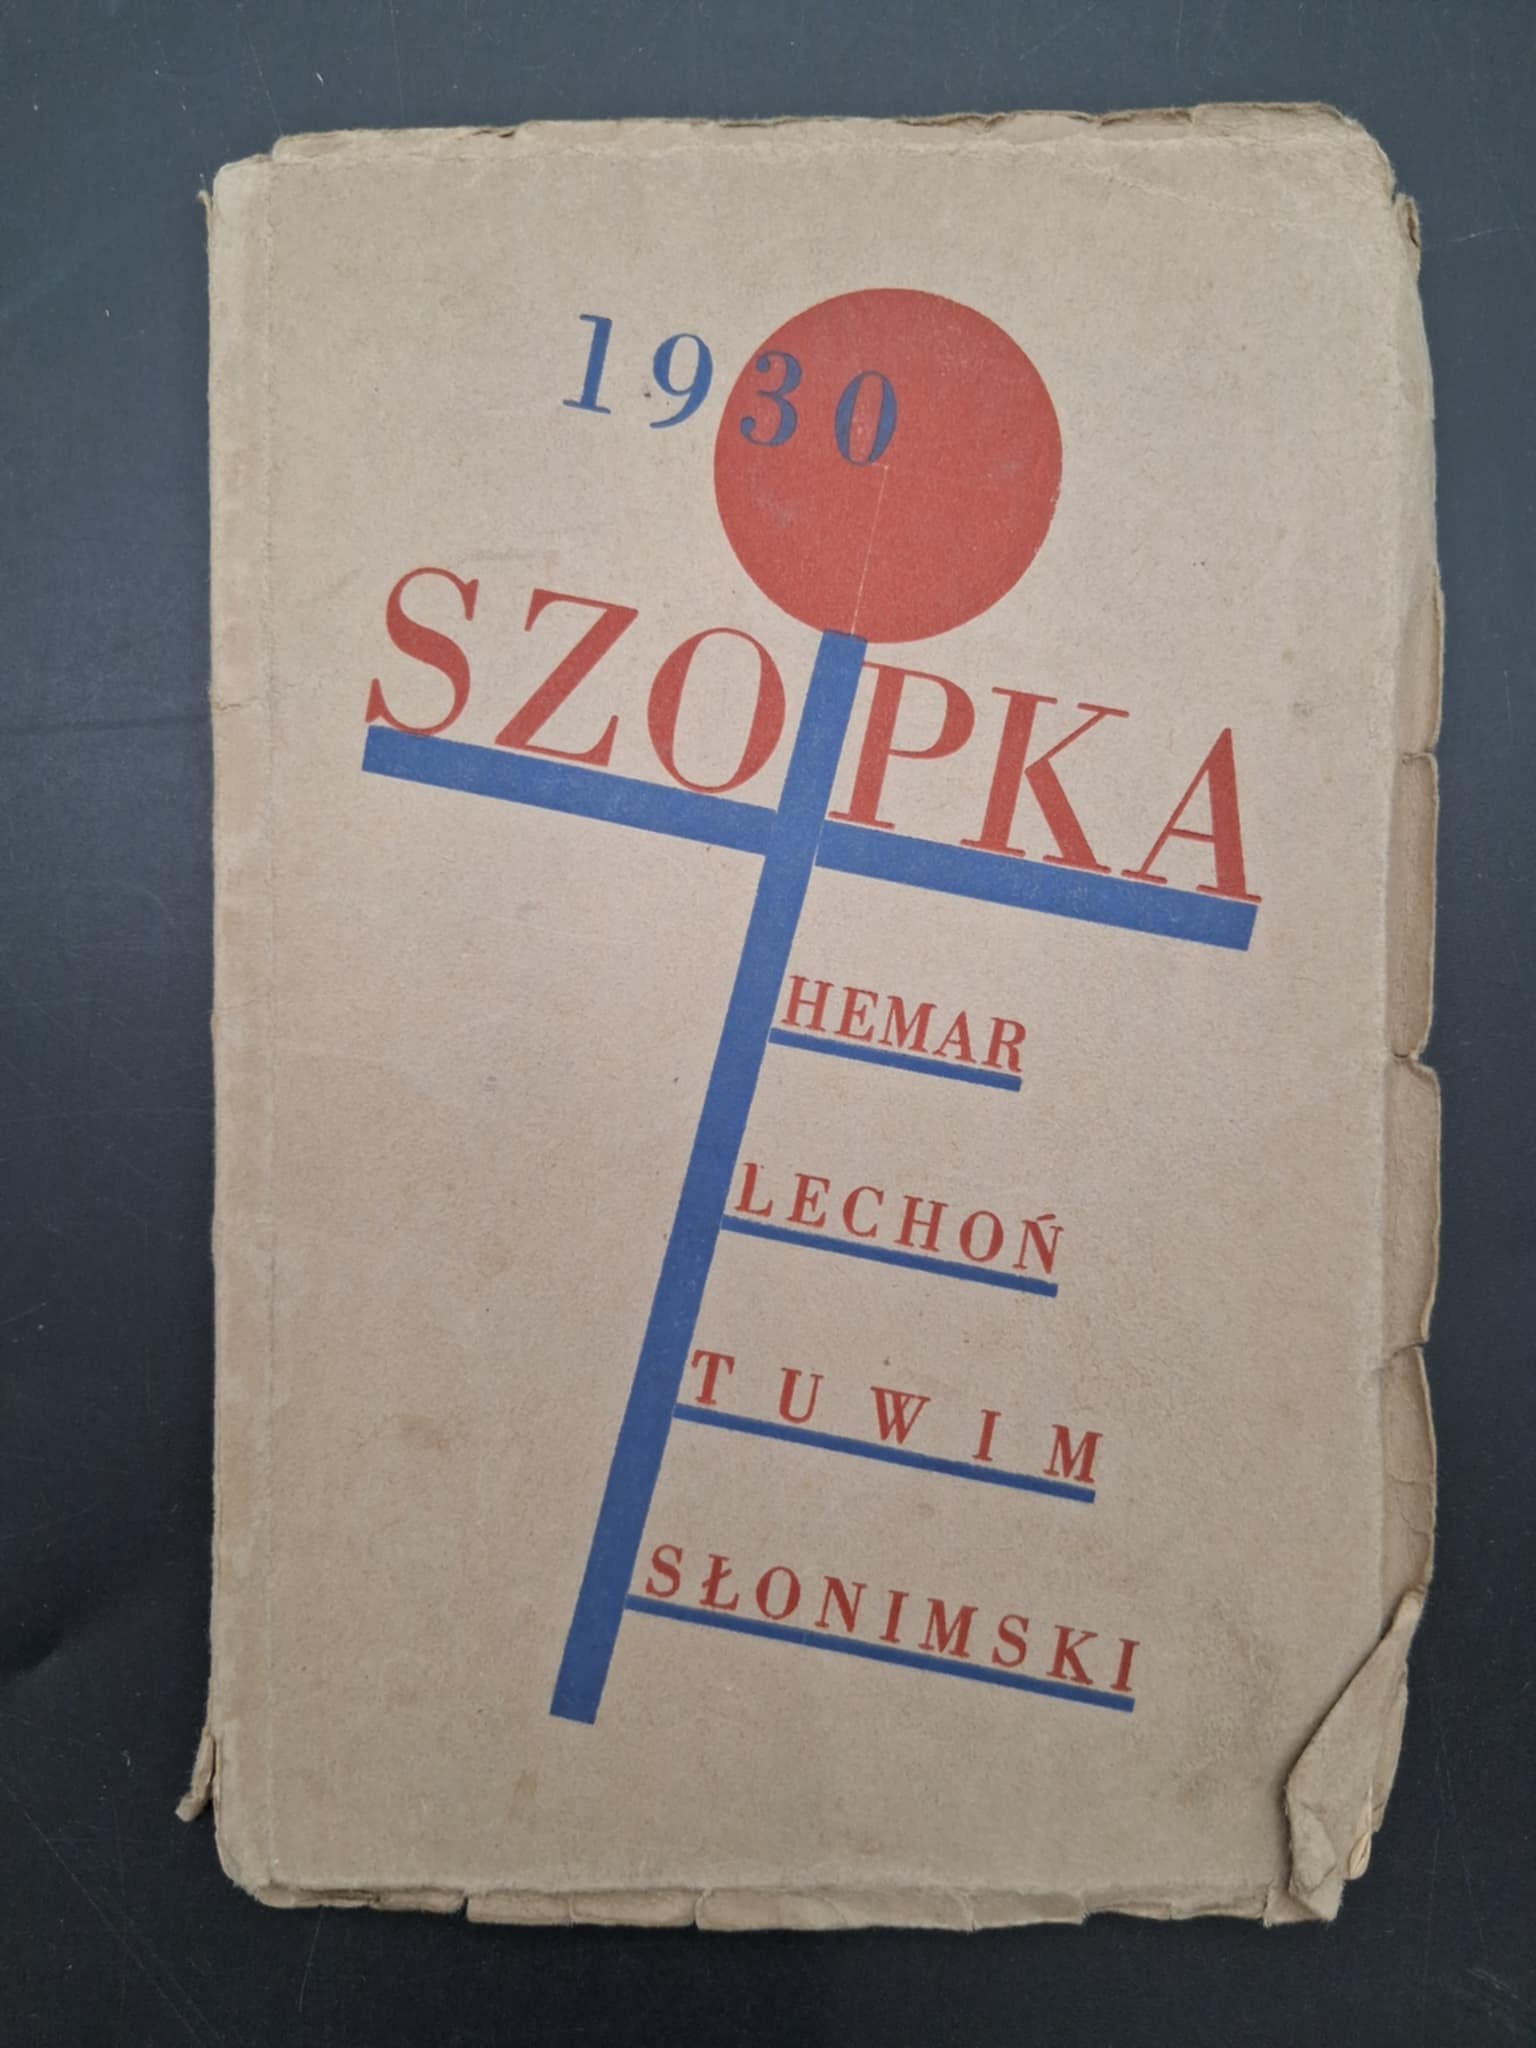 1930
SZOPKA
HEMAR
LECHOŃ
TUWIM
SŁONIMSKI